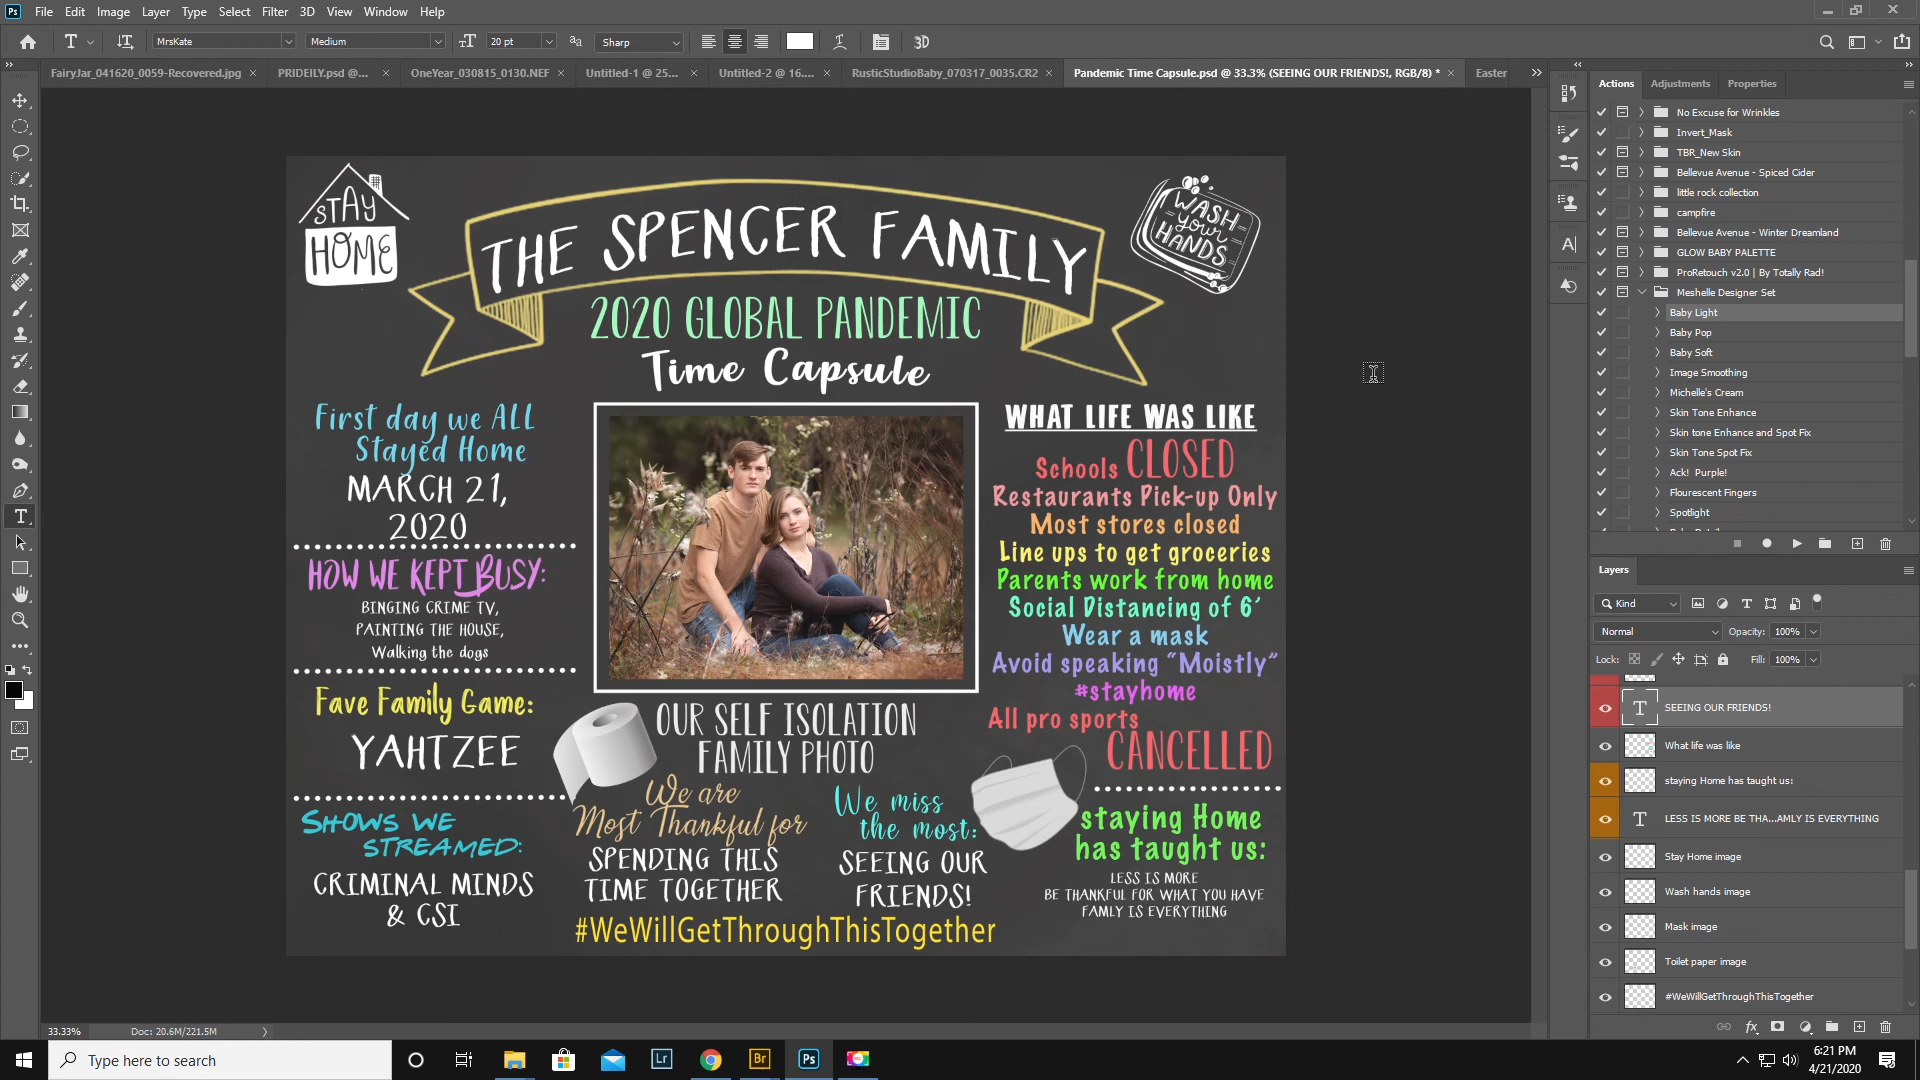 Ps File Edit Image Layer Type Select Filter 3D View Window Help
MrsKate Medium 20 pt Sharp 3D
FairyJar_041620_0059-Recovered.jpg PRIDEILY.psd @... OneYear_030815_0130.NEF Untitled-1 @ 25... Untitled-2 @ 16.... RusticStudioBaby_070317_0035.CR2 Pandemic Time Capsule.psd @ 33.3% (SEEING OUR FRIENDS!, RGB/8) * Easter
STAY
HOME
THE SPENCER FAMILY
WASH
your
HANDS
2020 GLOBAL PANDEMIC
Time Capsule
First day we ALL
Stayed Home
MARCH 21,
2020
HOW WE KEPT BUSY:
BINGING CRIME TV,
PAINTING THE HOUSE,
Walking the dogs
Fave Family Game:
YAHTZEE
SHOWS WE
STREAMED:
CRIMINAL MINDS
& CSI
OUR SELF ISOLATION
FAMILY PHOTO
We are
Most Thankful for
SPENDING THIS
TIME TOGETHER
We miss
the most:
SEEING OUR
FRIENDS!
#WeWillGetThroughThisTogether
WHAT LIFE WAS LIKE
Schools CLOSED
Restaurants Pick-up Only
Most stores closed
Line ups to get groceries
Parents work from home
Social Distancing of 6'
Wear a mask
Avoid speaking “Moistly”
#stayhome
All pro sports
CANCELLED
staying Home
has taught us:
LESS IS MORE
BE THANKFUL FOR WHAT YOU HAVE
FAMLY IS EVERYTHING
Actions Adjustments Properties
No Excuse for Wrinkles
Invert_Mask
TBR_New Skin
Bellevue Avenue - Spiced Cider
little rock collection
campfire
Bellevue Avenue - Winter Dreamland
GLOW BABY PALETTE
ProRetouch v2.0 | By Totally Rad!
Meshelle Designer Set
Baby Light
Baby Pop
Baby Soft
Image Smoothing
Michelle's Cream
Skin Tone Enhance
Skin tone Enhance and Spot Fix
Skin Tone Spot Fix
Ack! Purple!
Flourescent Fingers
Spotlight
Layers
Kind
Normal Opacity: 100%
Lock: Fill: 100%
SEEING OUR FRIENDS!
What life was like
staying Home has taught us:
LESS IS MORE BE THA...AMLY IS EVERYTHING
Stay Home image
Wash hands image
Mask image
Toilet paper image
#WeWillGetThroughThisTogether
33.33% Doc: 20.6M/221.5M
Type here to search
Lr Br Ps
6:21 PM
4/21/2020